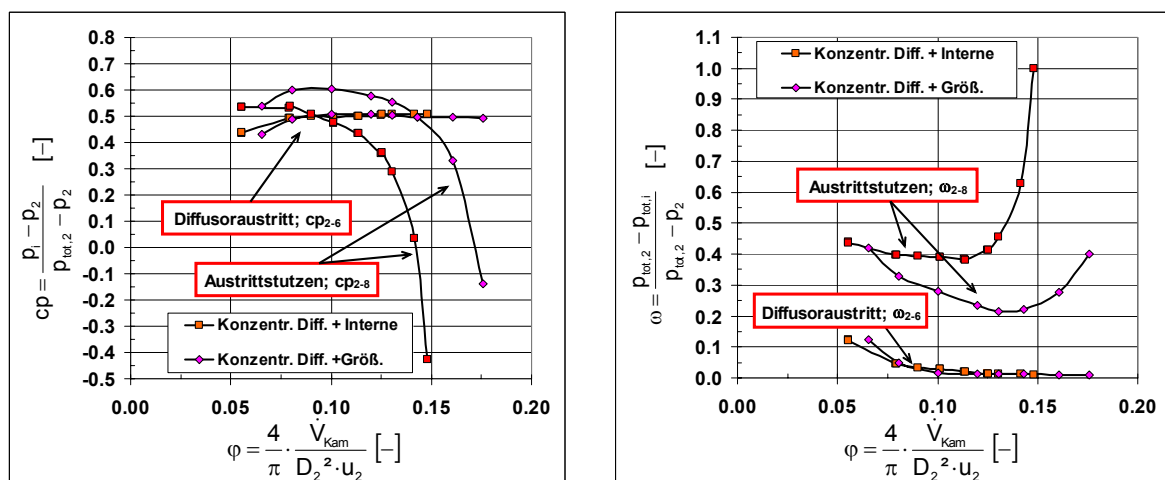 0.8
0.7
0.6
0.5
0.4
0.3
0.2
0.1
0.0
-0.1
-0.2
-0.3
-0.4
-0.5
cp = (p_i − p_2) / (p_tot,2 − p_2) [−]
Diffusoraustritt; cp2-6
Austrittstutzen; cp2-8
Konzentr. Diff. + Interne
Konzentr. Diff. +Größ.
0.00 0.05 0.10 0.15 0.20
φ = 4/π · V̇_Kam / (D_2² · u_2) [−]
1.1
1.0
0.9
0.8
0.7
0.6
0.5
0.4
0.3
0.2
0.1
0.0
ω = (p_tot,2 − p_tot,i) / (p_tot,2 − p_2) [−]
Konzentr. Diff. + Interne
Konzentr. Diff. + Größ.
Austrittstutzen; ω2-8
Diffusoraustritt; ω2-6
0.00 0.05 0.10 0.15 0.20
φ = 4/π · V̇_Kam / (D_2² · u_2) [−]